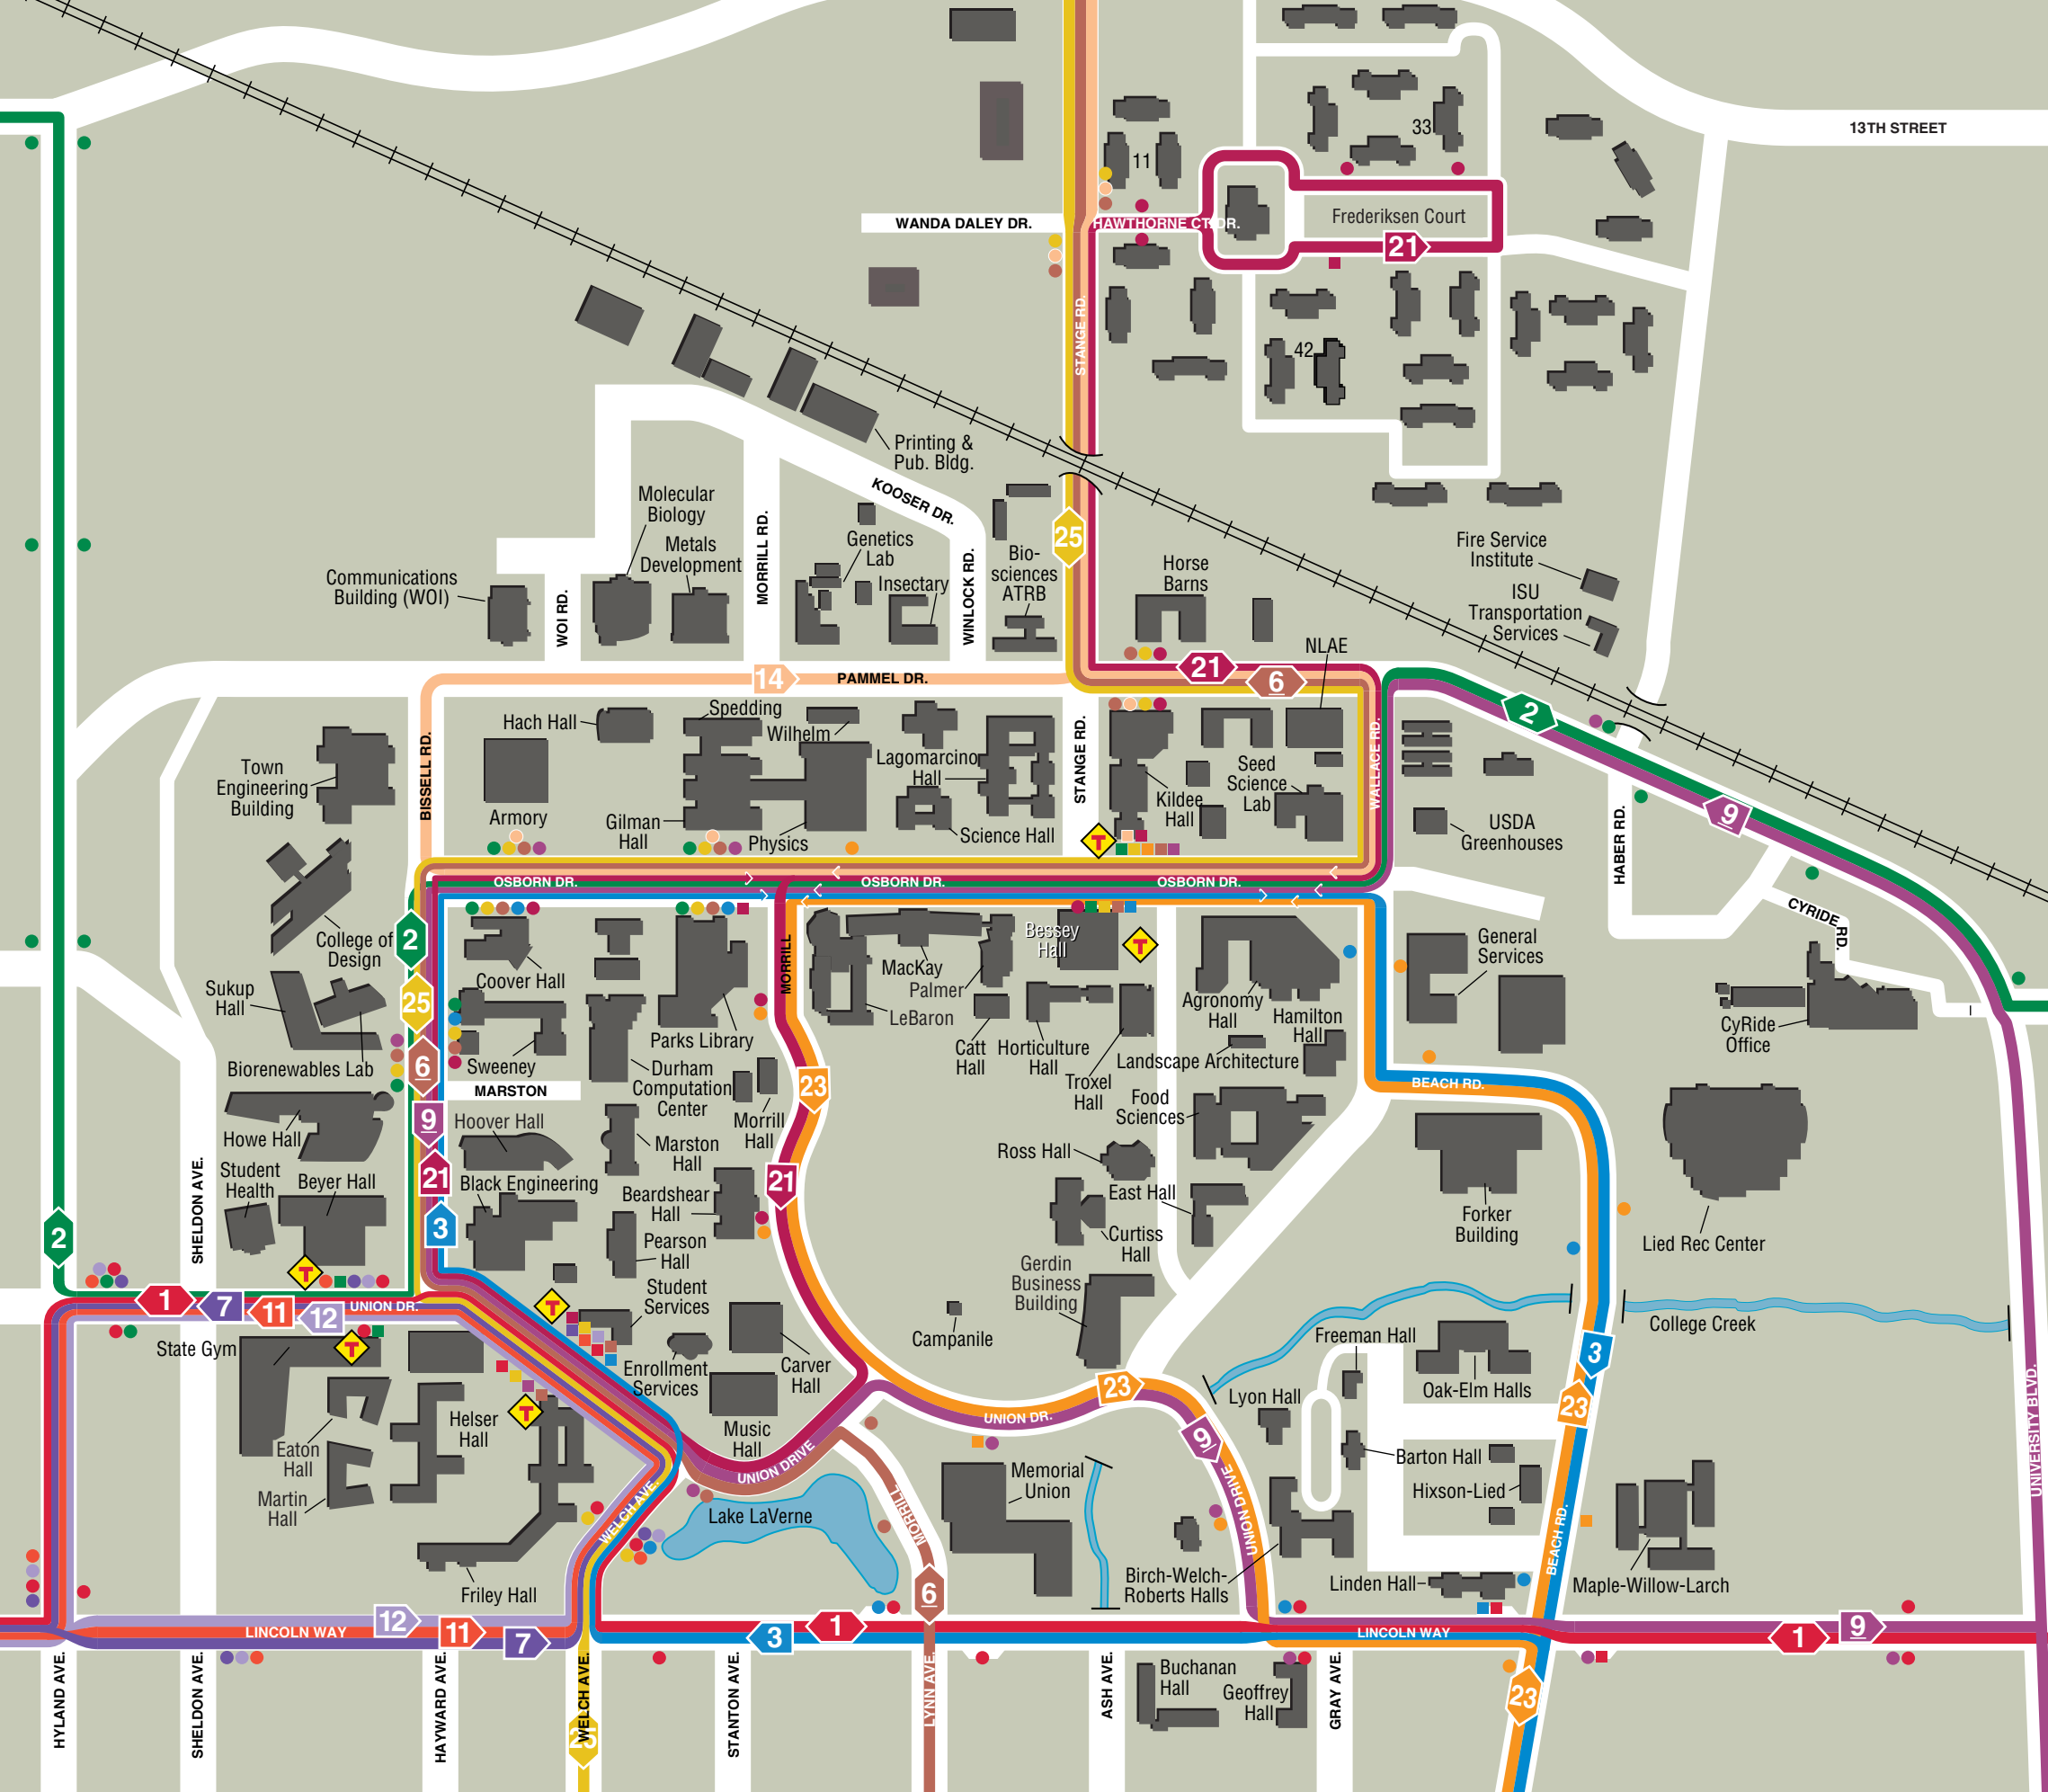 13TH STREET
33
11
WANDA DALEY DR.
HAWTHORNE CT. DR.
Frederiksen Court
21
STANGE RD.
42
Printing &
Pub. Bldg.
KOOSER DR.
Molecular
Biology
Metals
Development
MORRILL RD.
Genetics
Lab
Insectary
WINLOCK RD.
Bio-
sciences
ATRB
25
Horse
Barns
Fire Service
Institute
ISU
Transportation
Services
Communications
Building (WOI)
WOI RD.
NLAE
14
PAMMEL DR.
21
6
2
Hach Hall
Spedding
Wilhelm
Lagomarcino
Hall
STANGE RD.
WALLACE RD.
Town
Engineering
Building
BISSELL RD.
Armory
Gilman
Hall
Physics
Science Hall
Kildee
Hall
Seed
Science
Lab
USDA
Greenhouses
HABER RD.
9
T
OSBORN DR.
OSBORN DR.
OSBORN DR.
CYRIDE RD.
2
College of
Design
Coover Hall
MORRILL
MacKay
Palmer
Bessey
Hall
T
General
Services
Sukup
Hall
25
Parks Library
LeBaron
Catt
Hall
Horticulture
Hall
Troxel
Hall
Agronomy
Hall
Hamilton
Hall
Landscape Architecture
CyRide
Office
Biorenewables Lab
6
Sweeney
Durham
Computation
Center
23
MARSTON
BEACH RD.
Howe Hall
9
Hoover Hall
Morrill
Hall
Marston
Hall
Food
Sciences
Ross Hall
Student
Health
SHELDON AVE.
Beyer Hall
21
Black Engineering
Beardshear
Hall
21
East Hall
Curtiss
Hall
Forker
Building
Lied Rec Center
2
3
Pearson
Hall
T
Student
Services
Gerdin
Business
Building
1
7
11
12
UNION DR.
T
Campanile
Freeman Hall
College Creek
3
State Gym
T
Enrollment
Services
Carver
Hall
23
Lyon Hall
Oak-Elm Halls
23
Eaton
Hall
Helser
Hall
T
Music
Hall
UNION DR.
9
Barton Hall
UNIVERSITY BLVD.
Martin
Hall
UNION DRIVE
Memorial
Union
UNION DRIVE
Hixson-Lied
WELCH AVE.
Lake LaVerne
MORRILL
BEACH RD.
Friley Hall
6
Birch-Welch-
Roberts Halls
Linden Hall
Maple-Willow-Larch
LINCOLN WAY
12
11
7
3
1
LINCOLN WAY
1
9
HYLAND AVE.
SHELDON AVE.
HAYWARD AVE.
WELCH AVE.
STANTON AVE.
LYNN AVE.
ASH AVE.
Buchanan
Hall
Geoffrey
Hall
GRAY AVE.
23